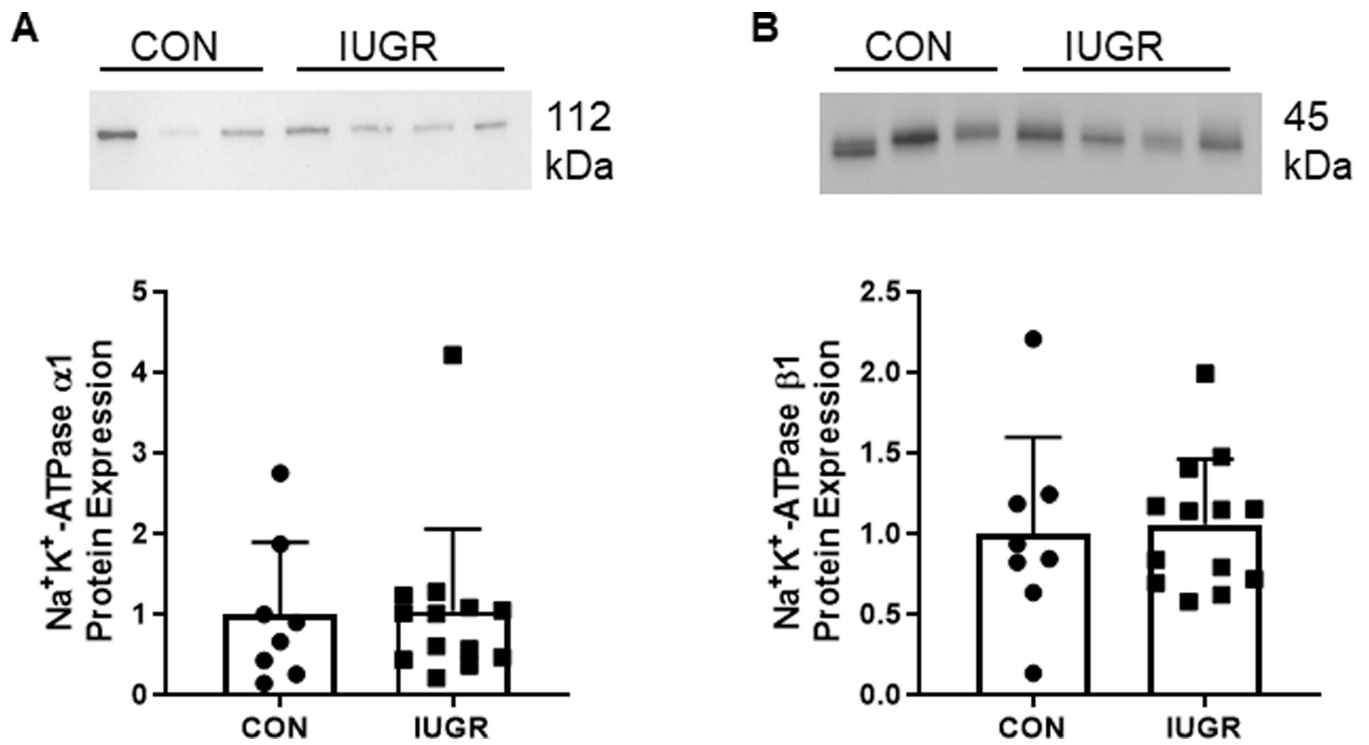 A
CON IUGR
112
kDa
5
4
3
2
1
0
Na⁺K⁺-ATPase α1
Protein Expression
CON IUGR
B
CON IUGR
45
kDa
2.5
2.0
1.5
1.0
0.5
0.0
Na⁺K⁺-ATPase β1
Protein Expression
CON IUGR